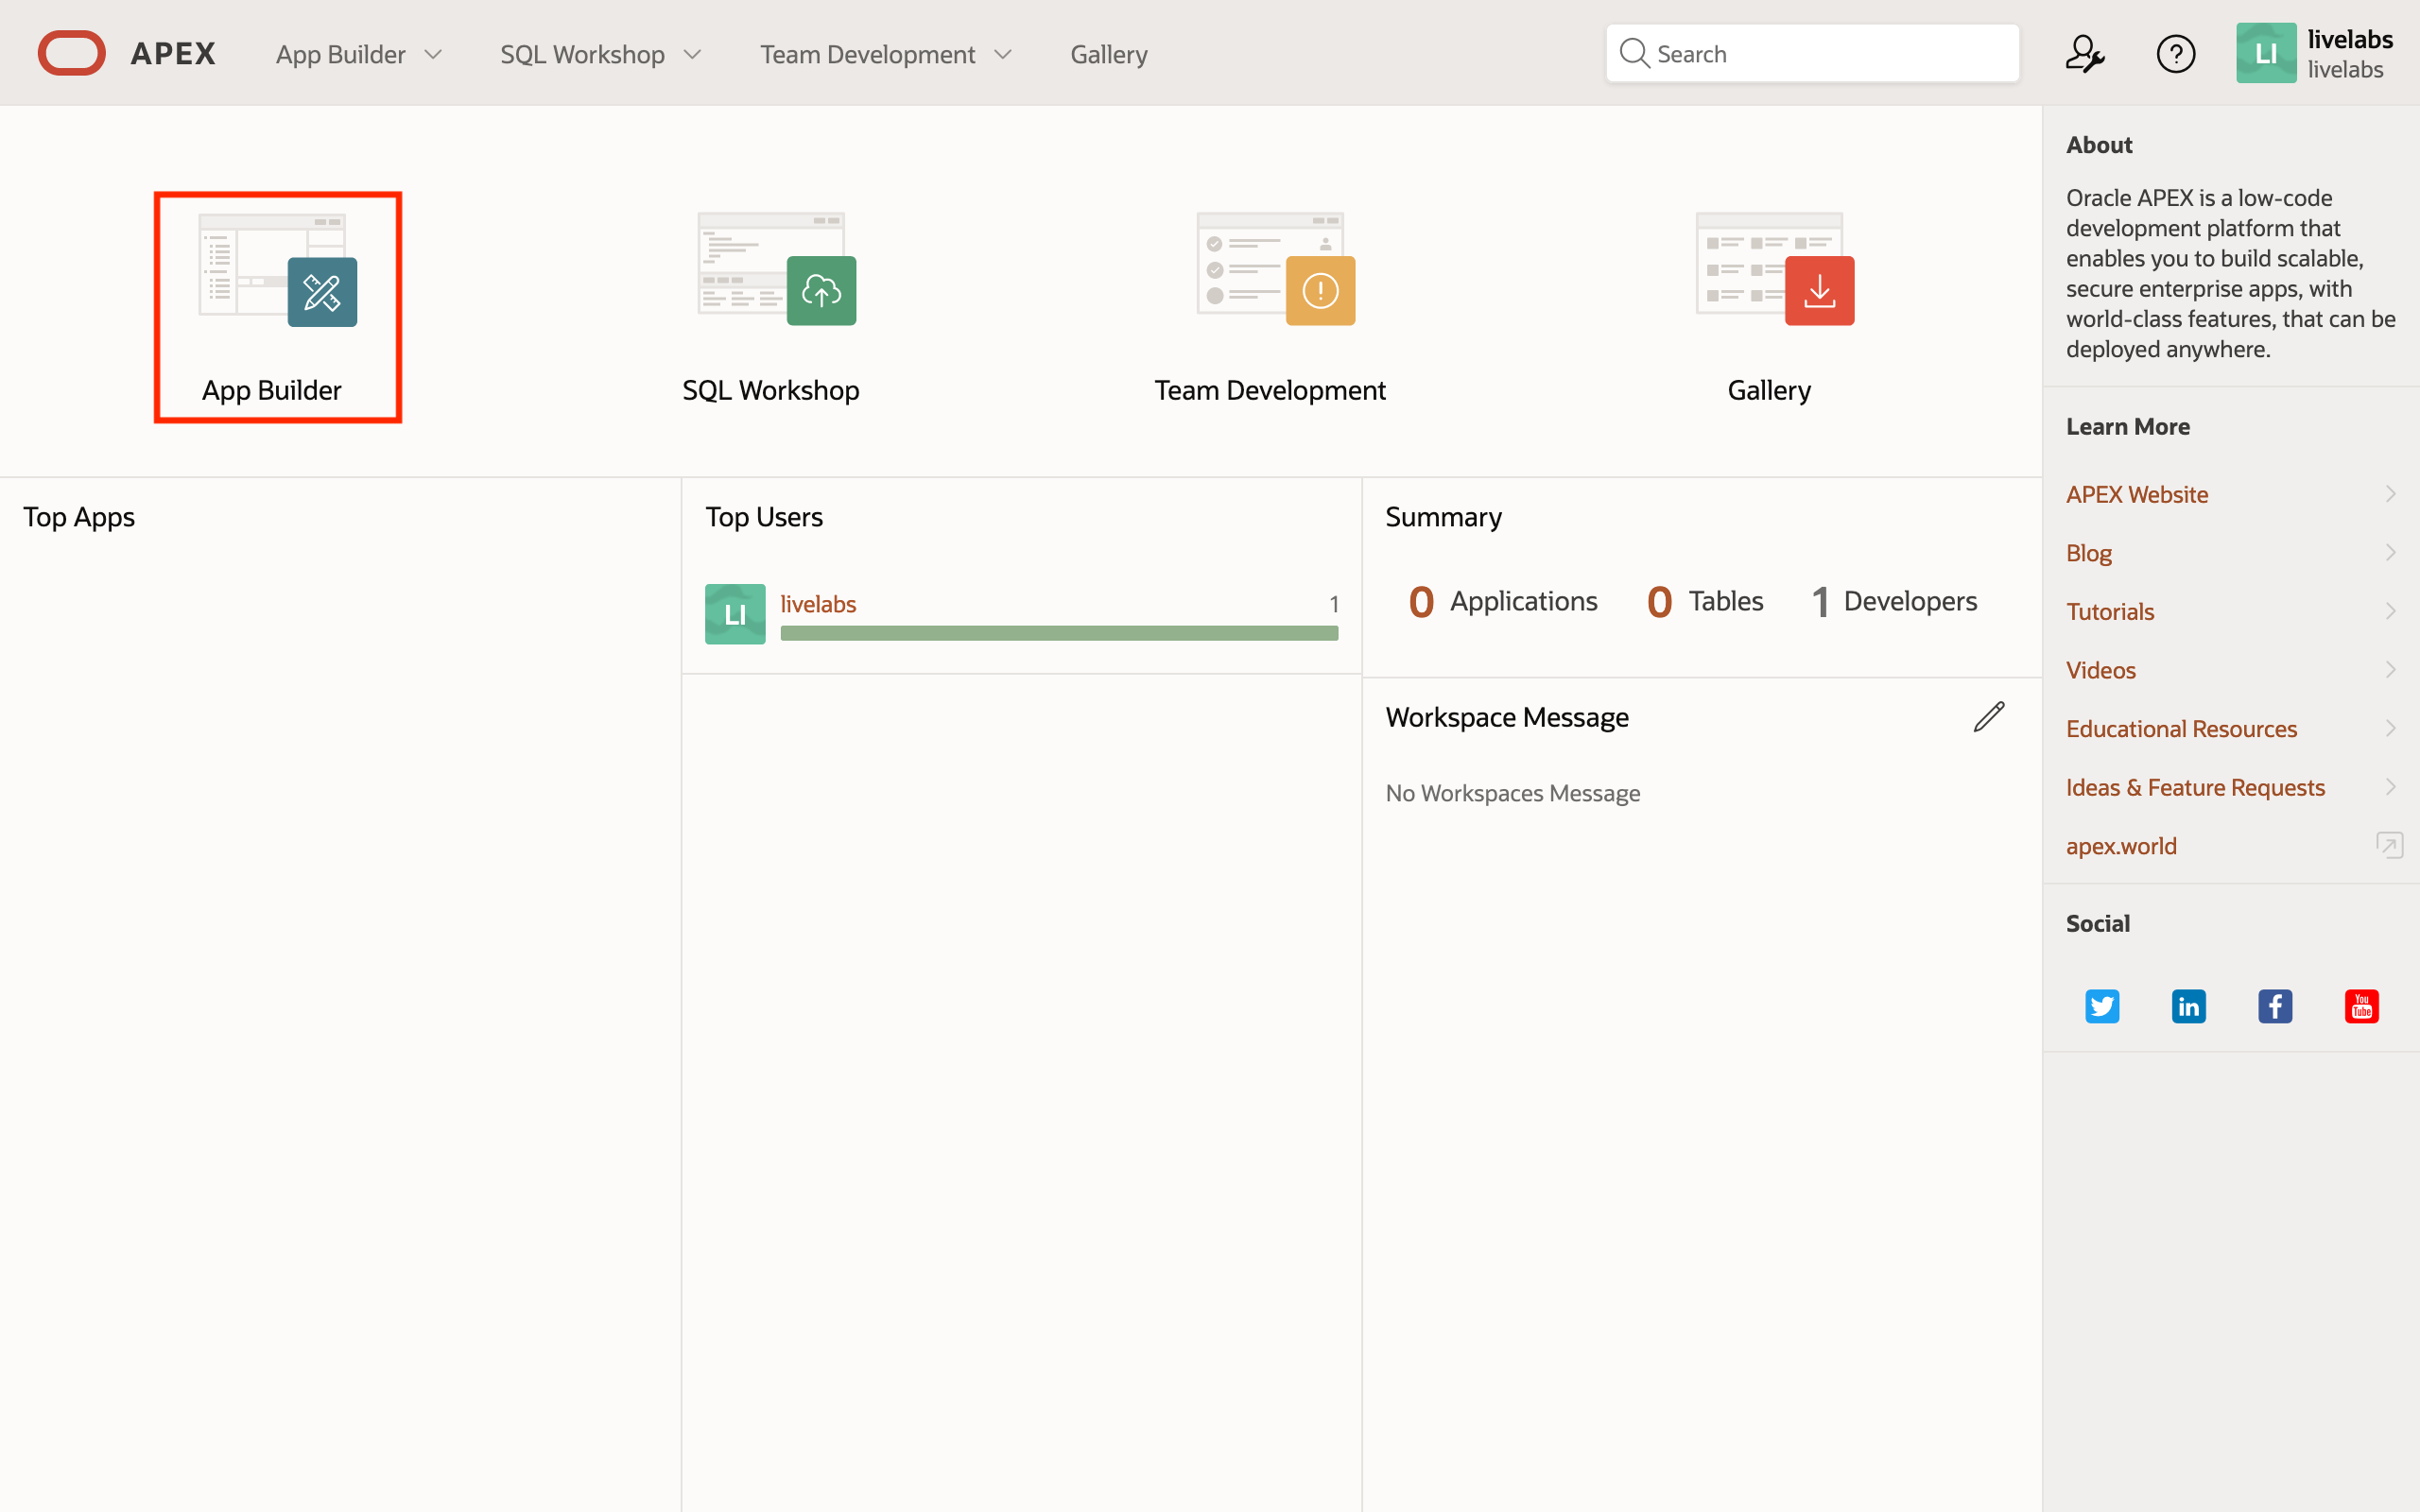 APEX
App Builder
SQL Workshop
Team Development
Gallery
Search
LI
livelabs
livelabs
App Builder
SQL Workshop
Team Development
Gallery
Top Apps
Top Users
LI
livelabs
1
Summary
0 Applications
0 Tables
1 Developers
Workspace Message
No Workspaces Message
About
Oracle APEX is a low-code
development platform that
enables you to build scalable,
secure enterprise apps, with
world-class features, that can be
deployed anywhere.
Learn More
APEX Website
Blog
Tutorials
Videos
Educational Resources
Ideas & Feature Requests
apex.world
Social
in
f
You
Tube